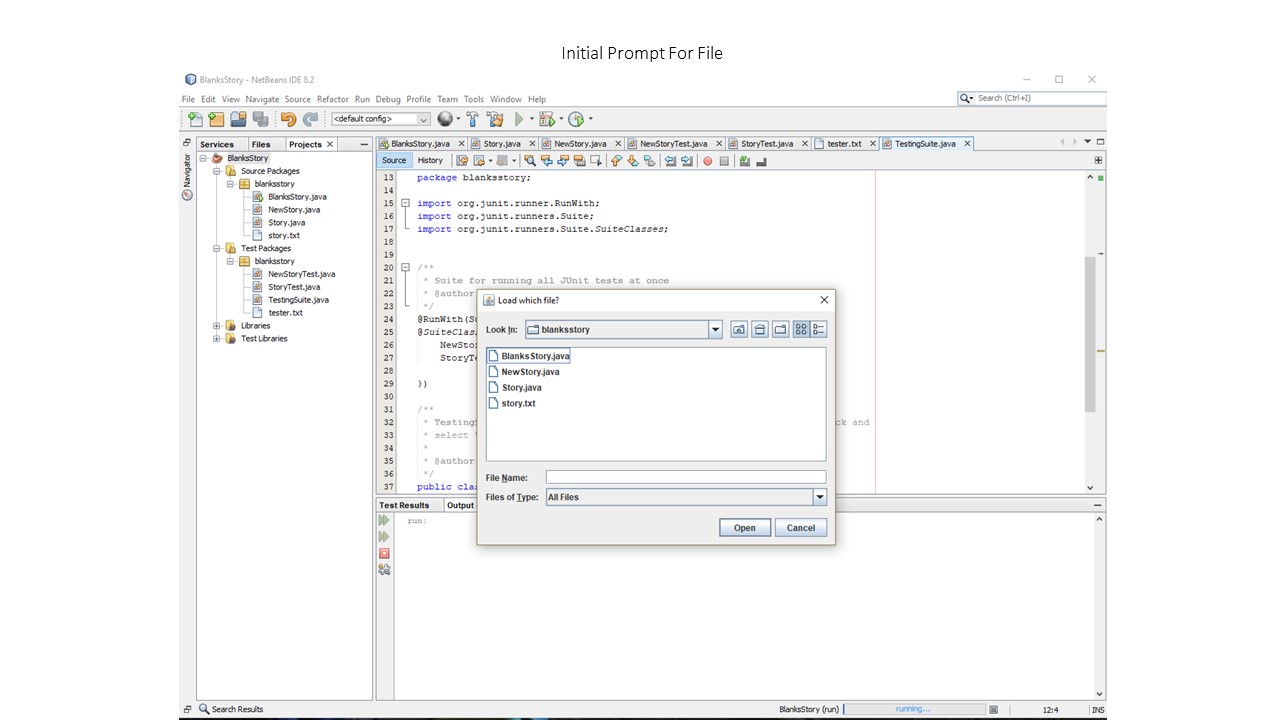 Initial Prompt For File
BlanksStory - NetBeans IDE 8.2
File Edit View Navigate Source Refactor Run Debug Profile Team Tools Window Help
Search (Ctrl+I)
<default config>
Services Files Projects
BlanksStory.java Story.java NewStory.java NewStoryTest.java StoryTest.java tester.txt TestingSuite.java
Navigator
BlanksStory
Source Packages
blanksstory
BlanksStory.java
NewStory.java
Story.java
story.txt
Test Packages
blanksstory
NewStoryTest.java
StoryTest.java
TestingSuite.java
tester.txt
Libraries
Test Libraries
Source History
13 package blanksstory;
14
15 import org.junit.runner.RunWith;
16 import org.junit.runners.Suite;
17 import org.junit.runners.Suite.SuiteClasses;
18
19
20 /**
21 * Suite for running all JUnit tests at once
22 * @author
23 */
24 @RunWith(
25 @SuiteClas
26 NewSto
27 StoryTe
28
29 })
30
31 /**
32 * Testing ck and
33 * select
34 *
35 * @author
36 */
37 public cla
Load which file?
Look In: blanksstory
BlanksStory.java
NewStory.java
Story.java
story.txt
File Name:
Files of Type: All Files
Open Cancel
Test Results Output
run:
Search Results
BlanksStory (run) running... 12:4 INS